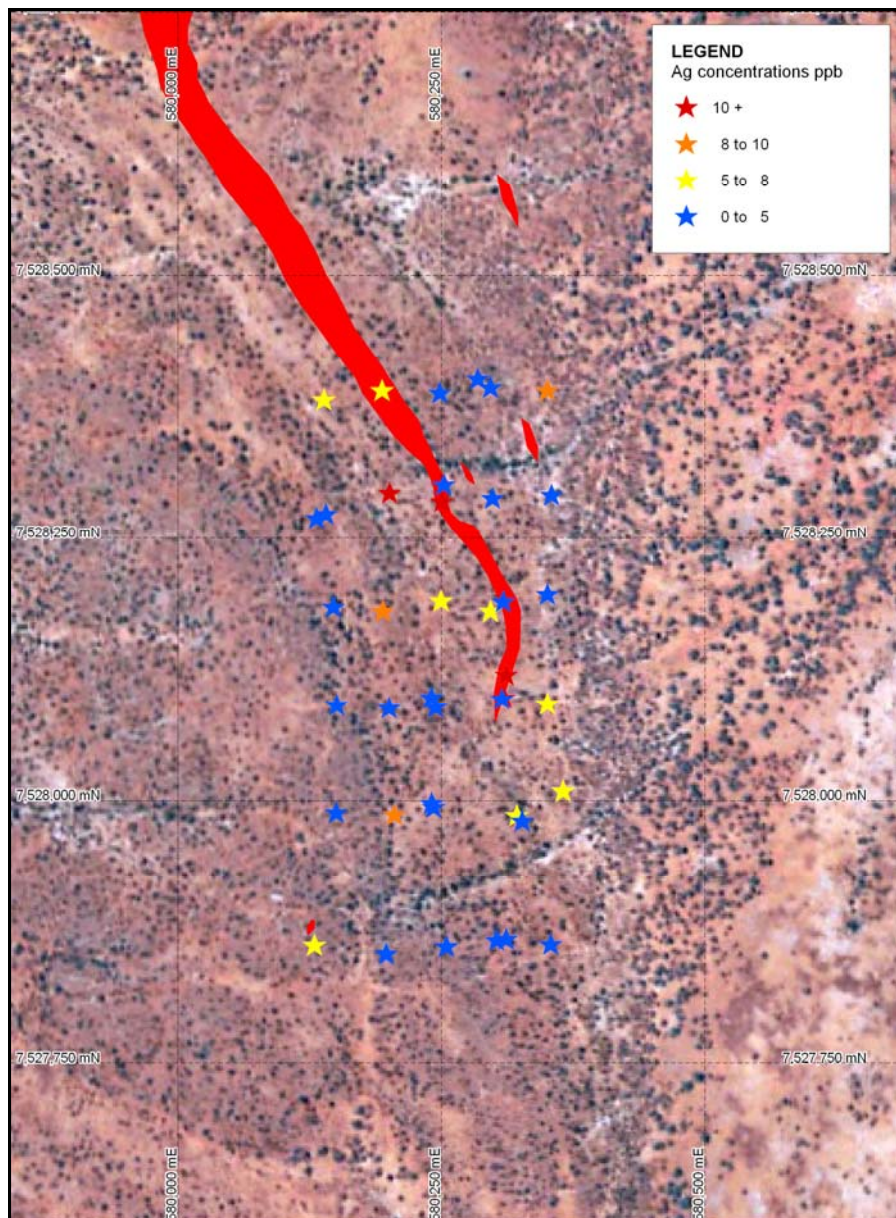 LEGEND
Ag concentrations ppb
10 +
8 to 10
5 to 8
0 to 5
580,000 mE
580,250 mE
7,528,500 mN
7,528,500 mN
7,528,250 mN
7,528,250 mN
7,528,000 mN
7,528,000 mN
7,527,750 mN
7,527,750 mN
580,000 mE
580,250 mE
580,500 mE